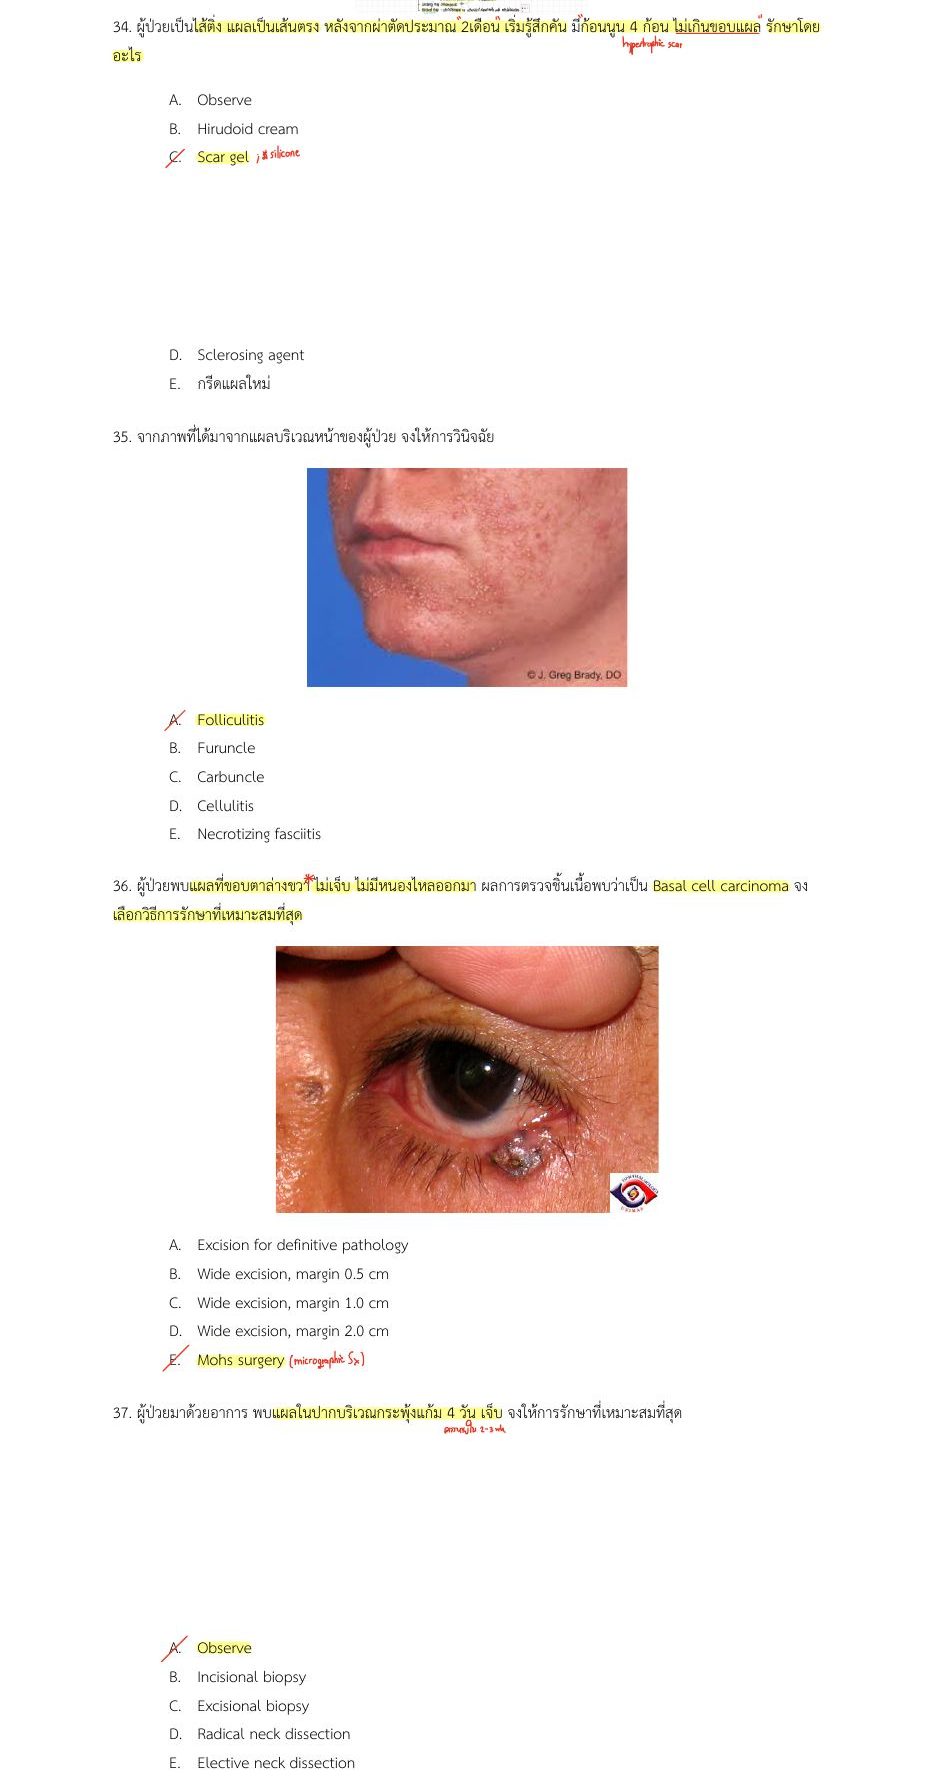 34. ผู้ป่วยเป็นไส้ติ่ง แผลเป็นเส้นตรง หลังจากผ่าตัดประมาณ 2เดือน เริ่มรู้สึกคัน มีก้อนนูน 4 ก้อน ไม่เกินขอบแผล รักษาโดย
hypertrophic scar
อะไร
A. Observe
B. Hirudoid cream
C. Scar gel ; silicone
D. Sclerosing agent
E. กรีดแผลใหม่
35. จากภาพที่ได้มาจากแผลบริเวณหน้าของผู้ป่วย จงให้การวินิจฉัย
© J. Greg Brady, DO
A. Folliculitis
B. Furuncle
C. Carbuncle
D. Cellulitis
E. Necrotizing fasciitis
36. ผู้ป่วยพบแผลที่ขอบตาล่างขวา ไม่เจ็บ ไม่มีหนองไหลออกมา ผลการตรวจชิ้นเนื้อพบว่าเป็น Basal cell carcinoma จง
เลือกวิธีการรักษาที่เหมาะสมที่สุด
A. Excision for definitive pathology
B. Wide excision, margin 0.5 cm
C. Wide excision, margin 1.0 cm
D. Wide excision, margin 2.0 cm
E. Mohs surgery (micrographic Sx)
37. ผู้ป่วยมาด้วยอาการ พบแผลในปากบริเวณกระพุ้งแก้ม 4 วัน เจ็บ จงให้การรักษาที่เหมาะสมที่สุด
A. Observe
B. Incisional biopsy
C. Excisional biopsy
D. Radical neck dissection
E. Elective neck dissection